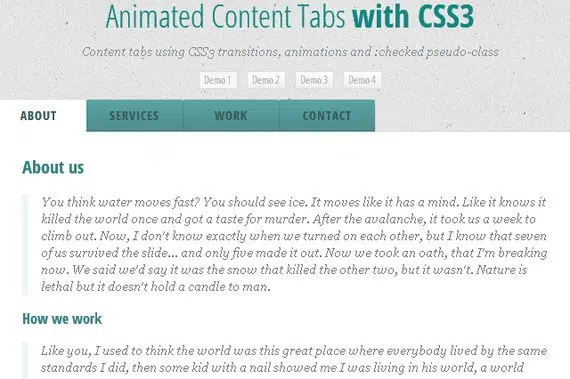 Animated Content Tabs with CSS3
Content tabs using CSS3 transitions, animations and :checked pseudo-class
Demo 1 Demo 2 Demo 3 Demo 4
ABOUT SERVICES WORK CONTACT
About us
You think water moves fast? You should see ice. It moves like it has a mind. Like it knows it
killed the world once and got a taste for murder. After the avalanche, it took us a week to
climb out. Now, I don't know exactly when we turned on each other, but I know that seven
of us survived the slide... and only five made it out. Now we took an oath, that I'm breaking
now. We said we'd say it was the snow that killed the other two, but it wasn't. Nature is
lethal but it doesn't hold a candle to man.
How we work
Like you, I used to think the world was this great place where everybody lived by the same
standards I did, then some kid with a nail showed me I was living in his world, a world